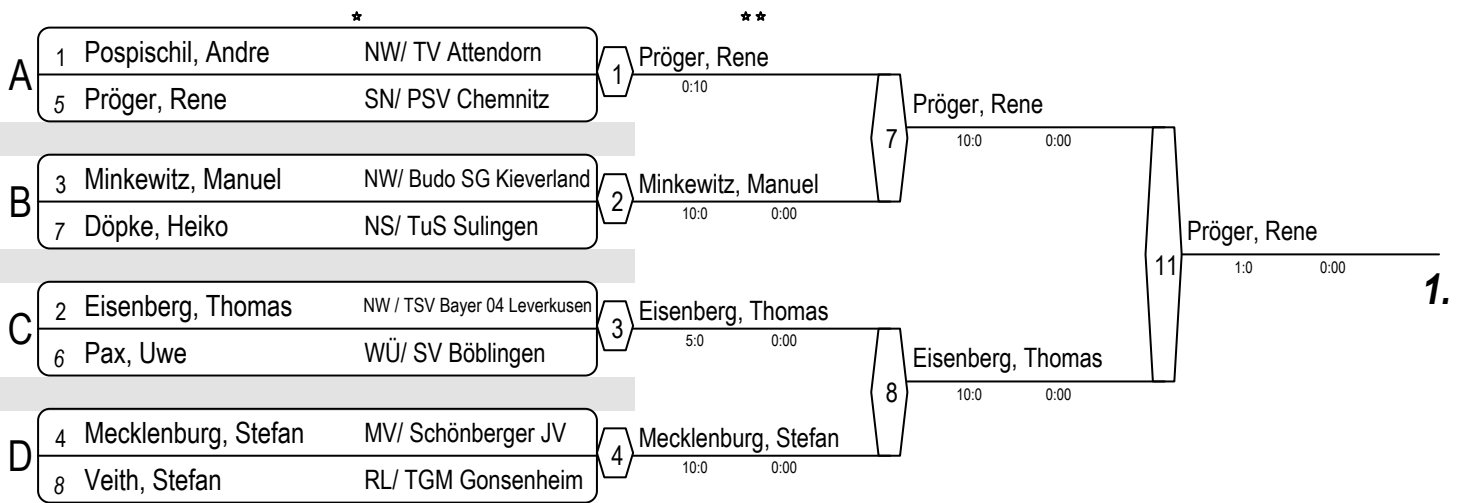 * **
A
1 Pospischil, Andre NW/ TV Attendorn
5 Pröger, Rene SN/ PSV Chemnitz
1
Pröger, Rene
0:10
B
3 Minkewitz, Manuel NW/ Budo SG Kieverland
7 Döpke, Heiko NS/ TuS Sulingen
2
Minkewitz, Manuel
10:0 0:00
7
Pröger, Rene
10:0 0:00
C
2 Eisenberg, Thomas NW / TSV Bayer 04 Leverkusen
6 Pax, Uwe WÜ/ SV Böblingen
3
Eisenberg, Thomas
5:0 0:00
D
4 Mecklenburg, Stefan MV/ Schönberger JV
8 Veith, Stefan RL/ TGM Gonsenheim
4
Mecklenburg, Stefan
10:0 0:00
8
Eisenberg, Thomas
10:0 0:00
11
Pröger, Rene
1:0 0:00
1.